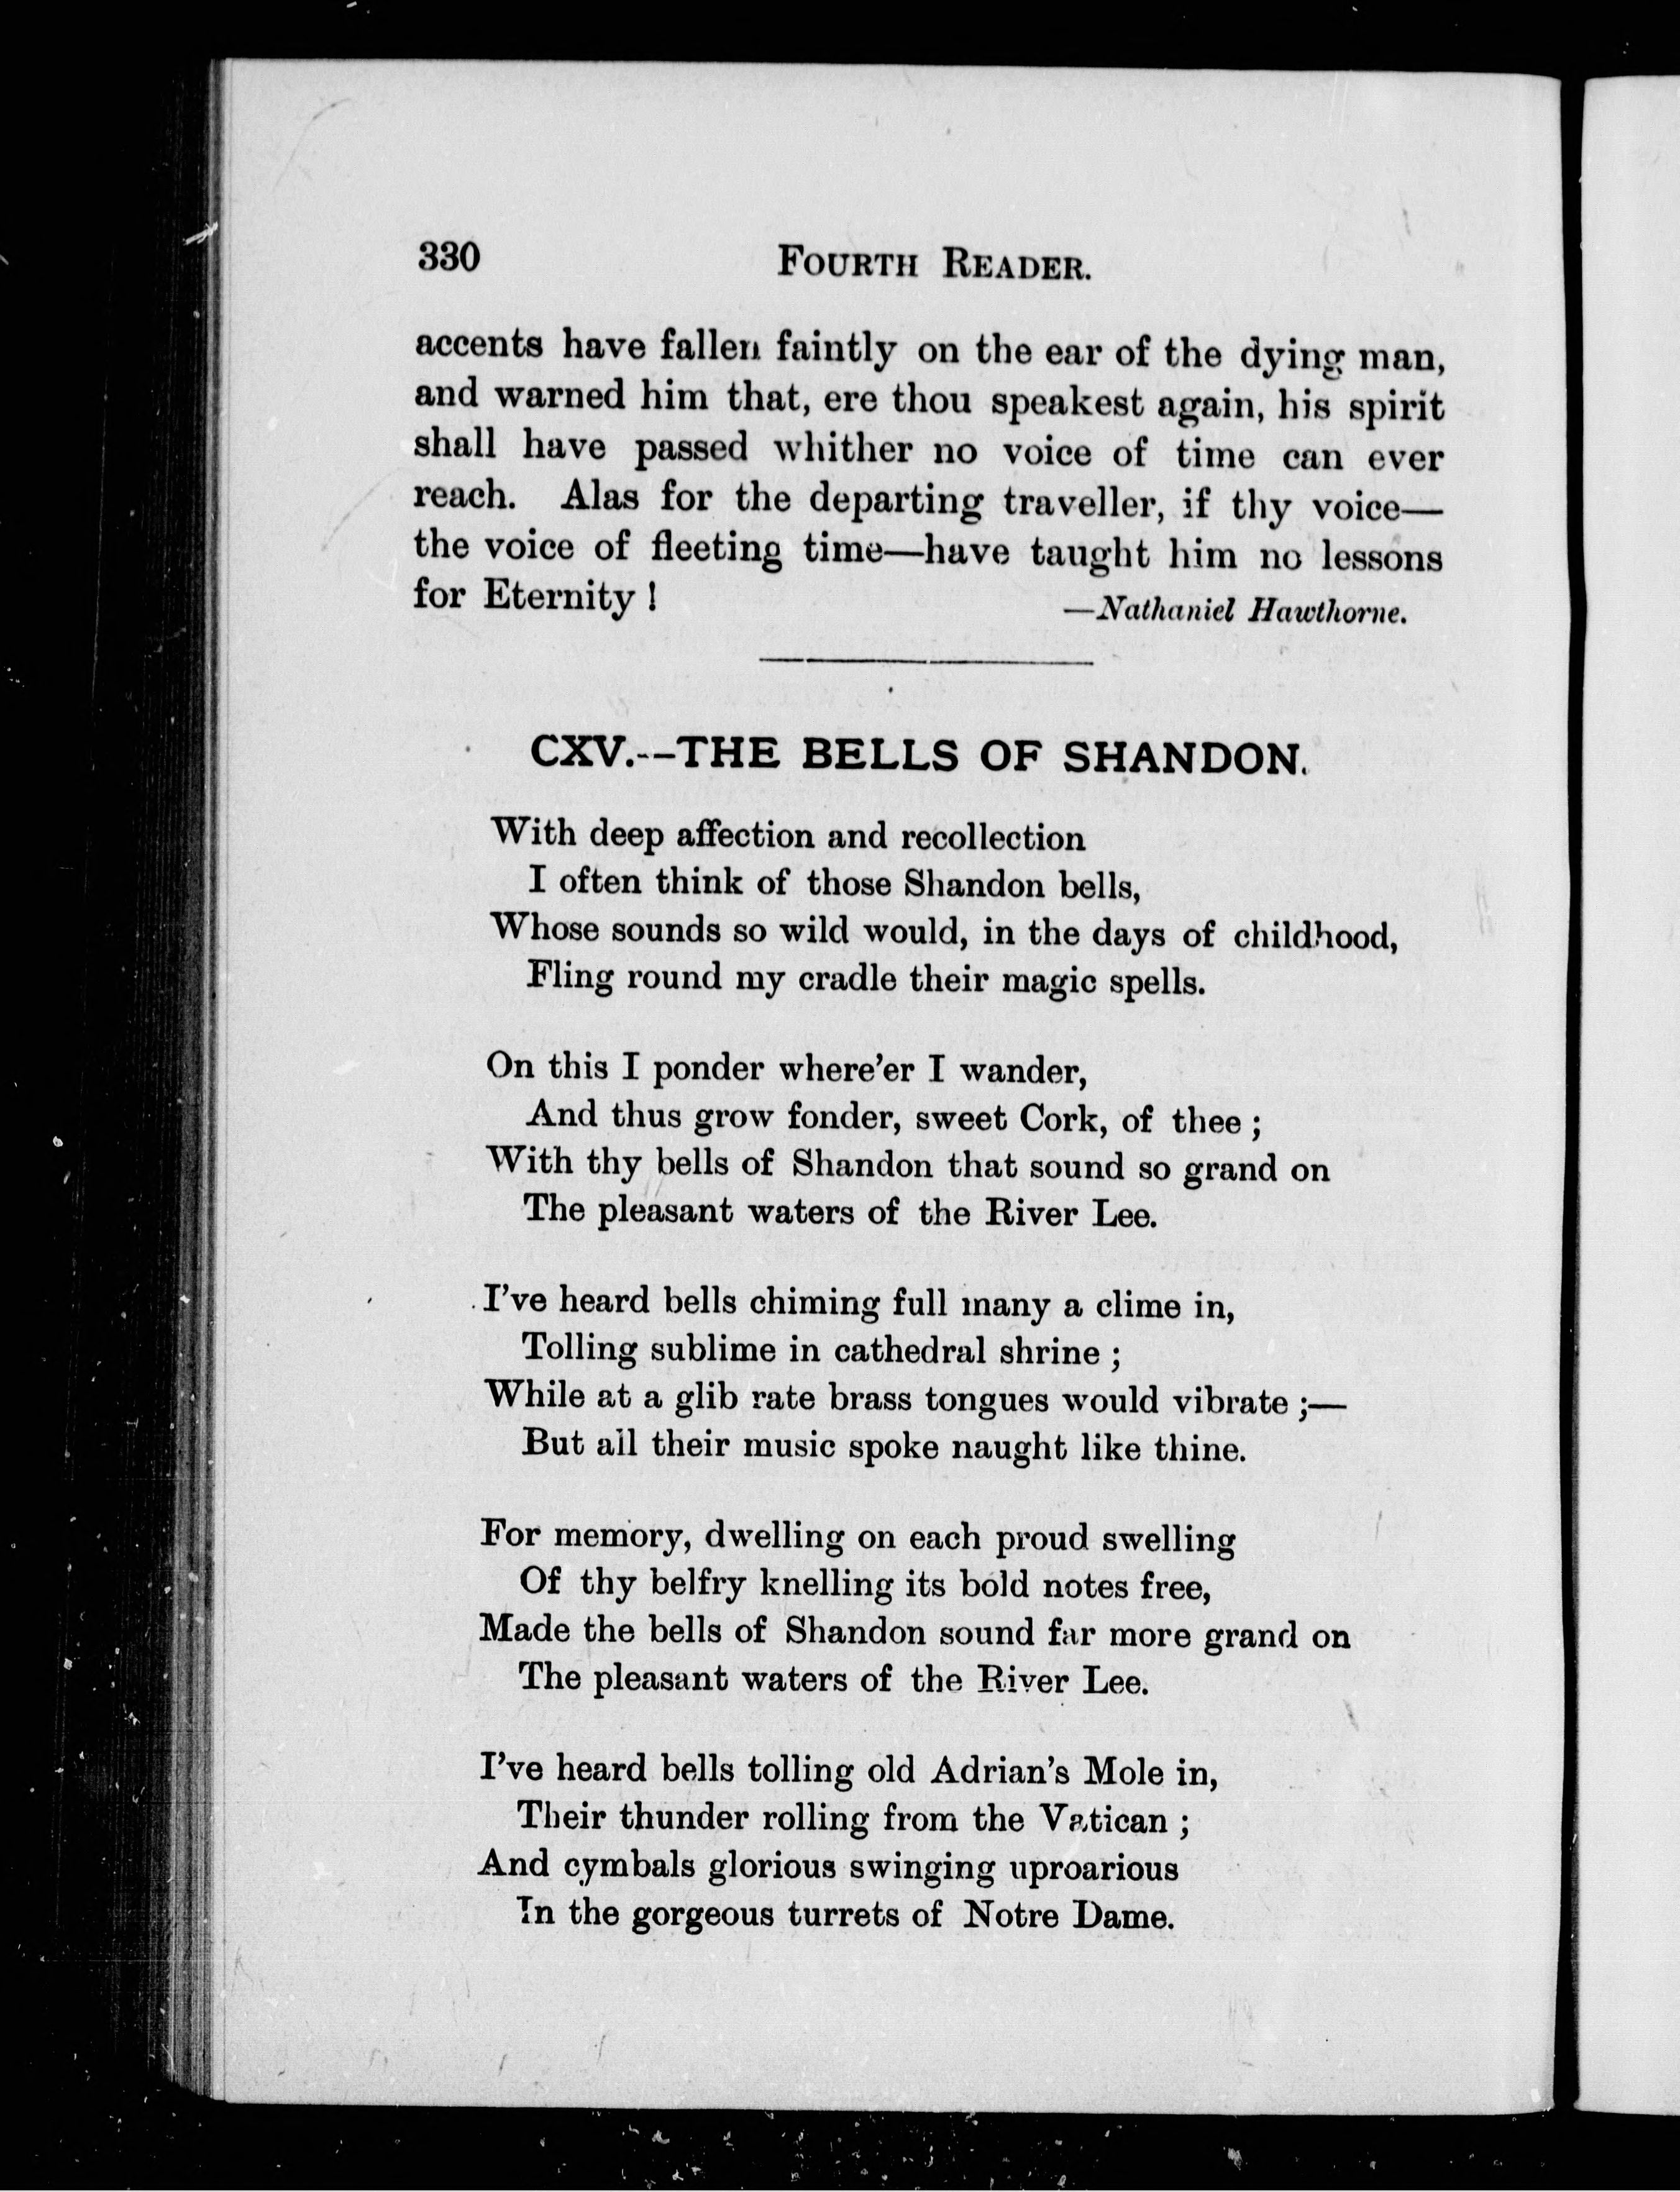 330 FOURTH READER.
accents have fallen faintly on the ear of the dying man,
and warned him that, ere thou speakest again, his spirit
shall have passed whither no voice of time can ever
reach. Alas for the departing traveller, if thy voice—
the voice of fleeting time—have taught him no lessons
for Eternity ! —Nathaniel Hawthorne.
CXV.--THE BELLS OF SHANDON.
With deep affection and recollection
I often think of those Shandon bells,
Whose sounds so wild would, in the days of childhood,
Fling round my cradle their magic spells.
On this I ponder where'er I wander,
And thus grow fonder, sweet Cork, of thee ;
With thy bells of Shandon that sound so grand on
The pleasant waters of the River Lee.
I've heard bells chiming full many a clime in,
Tolling sublime in cathedral shrine ;
While at a glib rate brass tongues would vibrate ;—
But all their music spoke naught like thine.
For memory, dwelling on each proud swelling
Of thy belfry knelling its bold notes free,
Made the bells of Shandon sound far more grand on
The pleasant waters of the River Lee.
I've heard bells tolling old Adrian's Mole in,
Their thunder rolling from the Vatican ;
And cymbals glorious swinging uproarious
In the gorgeous turrets of Notre Dame.